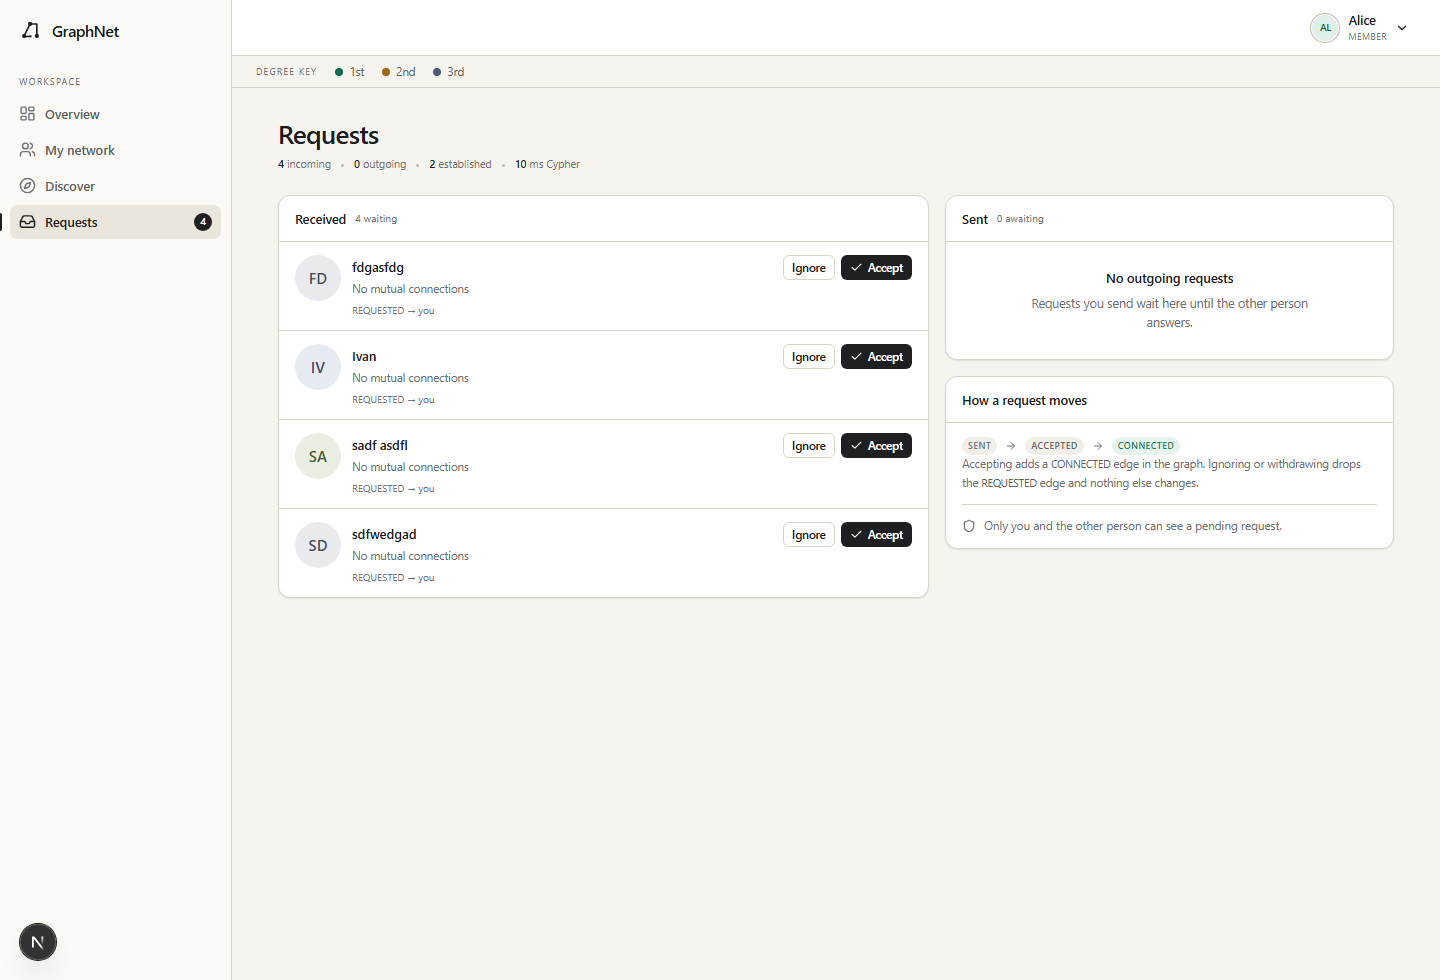 GraphNet
AL
Alice
MEMBER
WORKSPACE
Overview
My network
Discover
Requests 4
DEGREE KEY 1st 2nd 3rd
Requests
4 incoming • 0 outgoing • 2 established • 10 ms Cypher
Received 4 waiting
FD
fdgasfdg
No mutual connections
REQUESTED → you
Ignore Accept
IV
Ivan
No mutual connections
REQUESTED → you
Ignore Accept
SA
sadf asdfl
No mutual connections
REQUESTED → you
Ignore Accept
SD
sdfwedgad
No mutual connections
REQUESTED → you
Ignore Accept
Sent 0 awaiting
No outgoing requests
Requests you send wait here until the other person
answers.
How a request moves
SENT → ACCEPTED → CONNECTED
Accepting adds a CONNECTED edge in the graph. Ignoring or withdrawing drops
the REQUESTED edge and nothing else changes.
Only you and the other person can see a pending request.
N